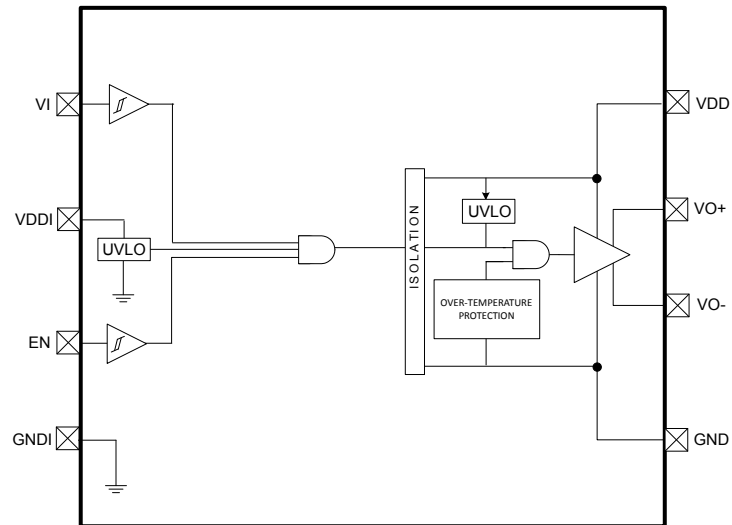 VI
VDDI
UVLO
EN
GNDI
ISOLATION
UVLO
OVER-TEMPERATURE
PROTECTION
VDD
VO+
VO-
GND